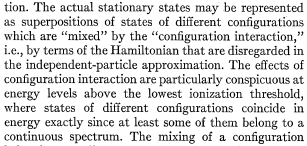 tion. The actual stationary states may be represented
as superpositions of states of different configurations
which are “mixed” by the “configuration interaction,”
i.e., by terms of the Hamiltonian that are disregarded in
the independent-particle approximation. The effects of
configuration interaction are particularly conspicuous at
energy levels above the lowest ionization threshold,
where states of different configurations coincide in
energy exactly since at least some of them belong to a
continuous spectrum. The mixing of a configuration